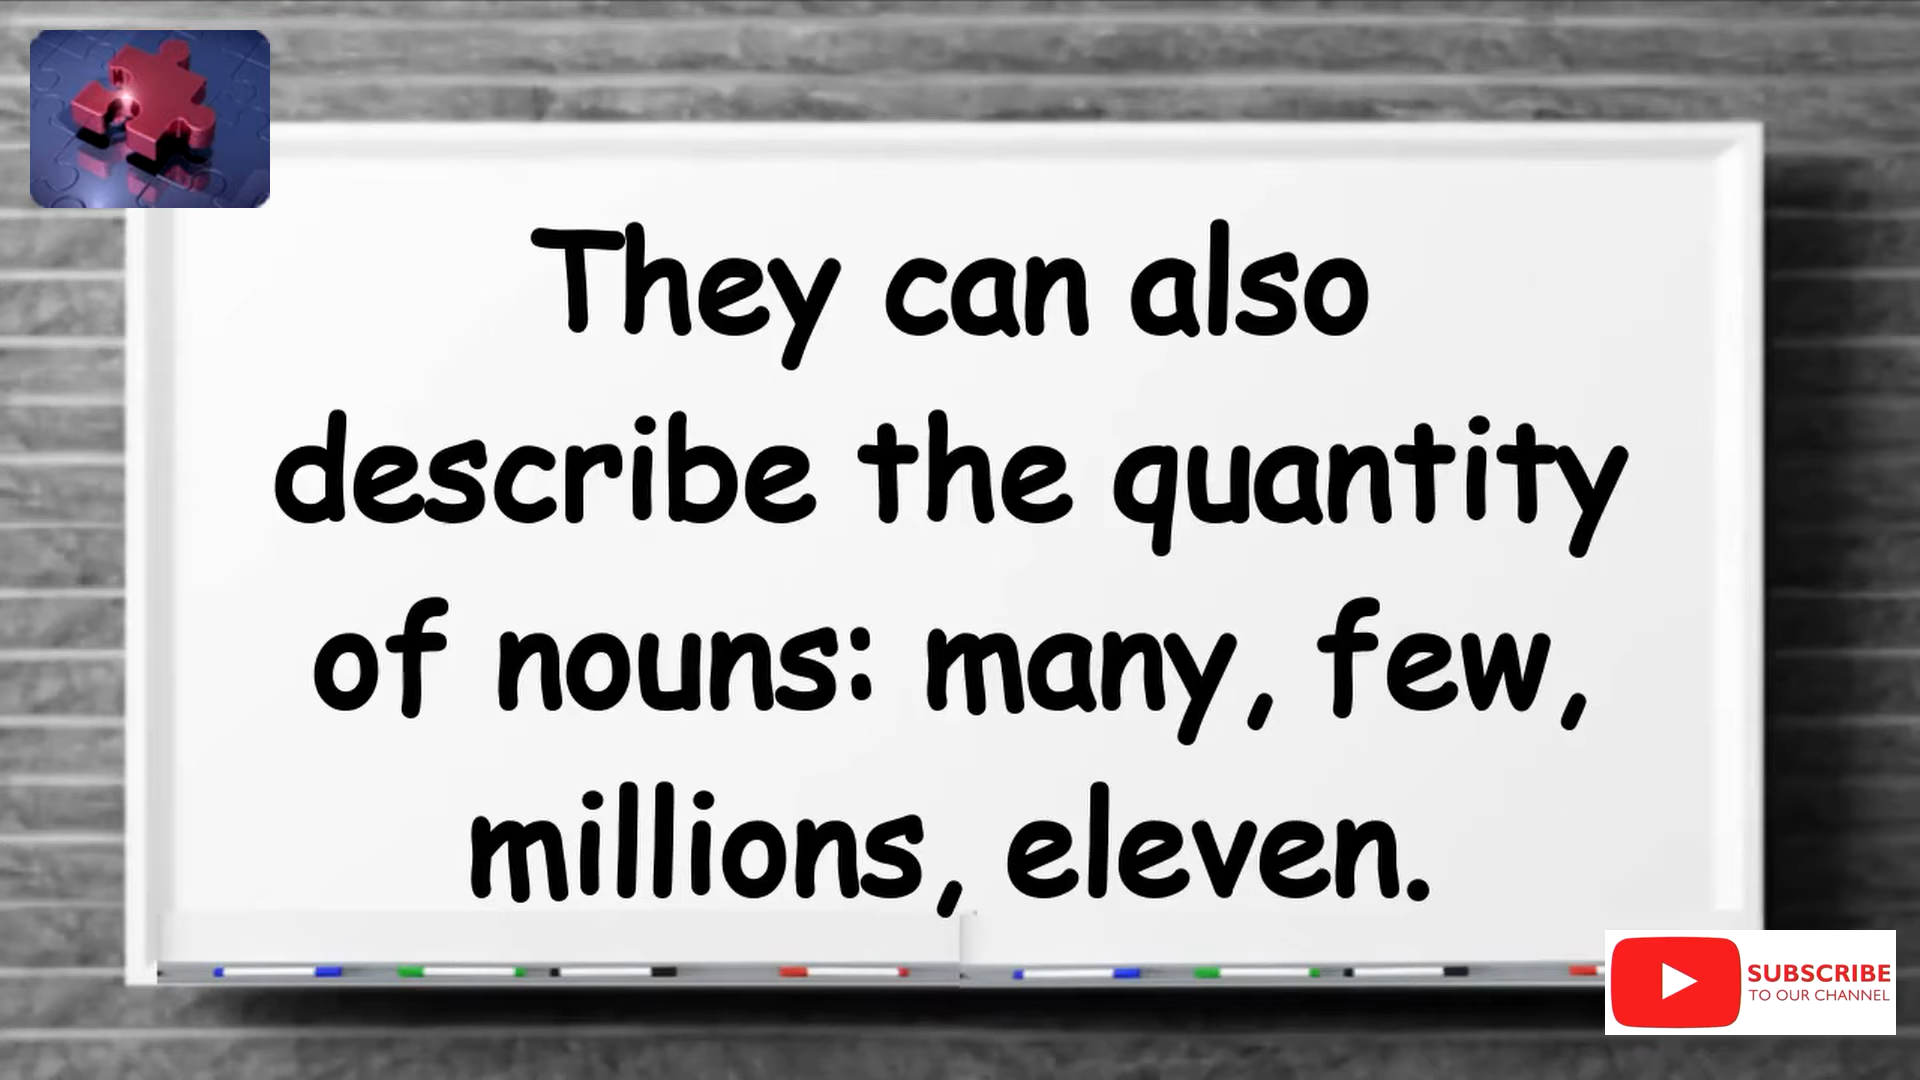 They can also
describe the quantity
of nouns: many, few,
millions, eleven.
SUBSCRIBE
TO OUR CHANNEL